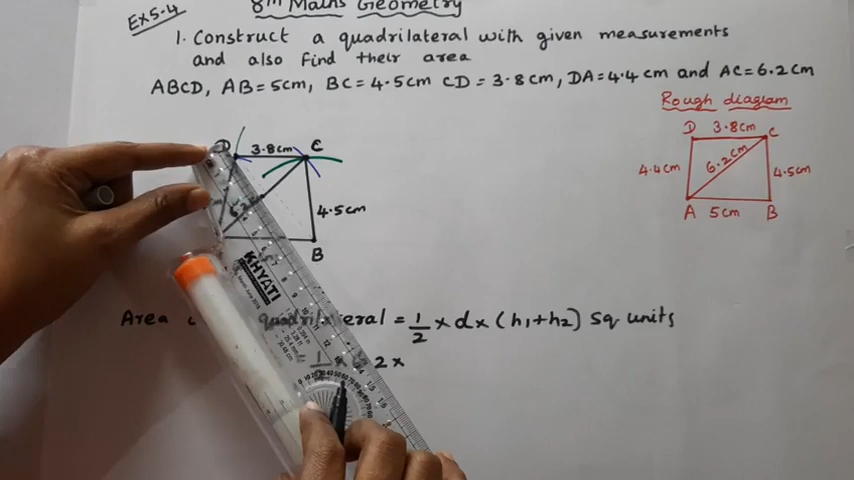 8th Maths Geometry
Ex 5.4
1. Construct a quadrilateral with given measurements
and also find their area
ABCD, AB = 5cm, BC = 4.5cm CD = 3.8cm, DA = 4.4cm and AC = 6.2cm
Rough diagram
D 3.8cm C
4.4cm 6.2cm 4.5cm
A 5cm B
D 3.8cm C
4.5cm
B
KHYATI
Area quadrilateral = 1/2 x d x (h1+h2) Sq units
2 x